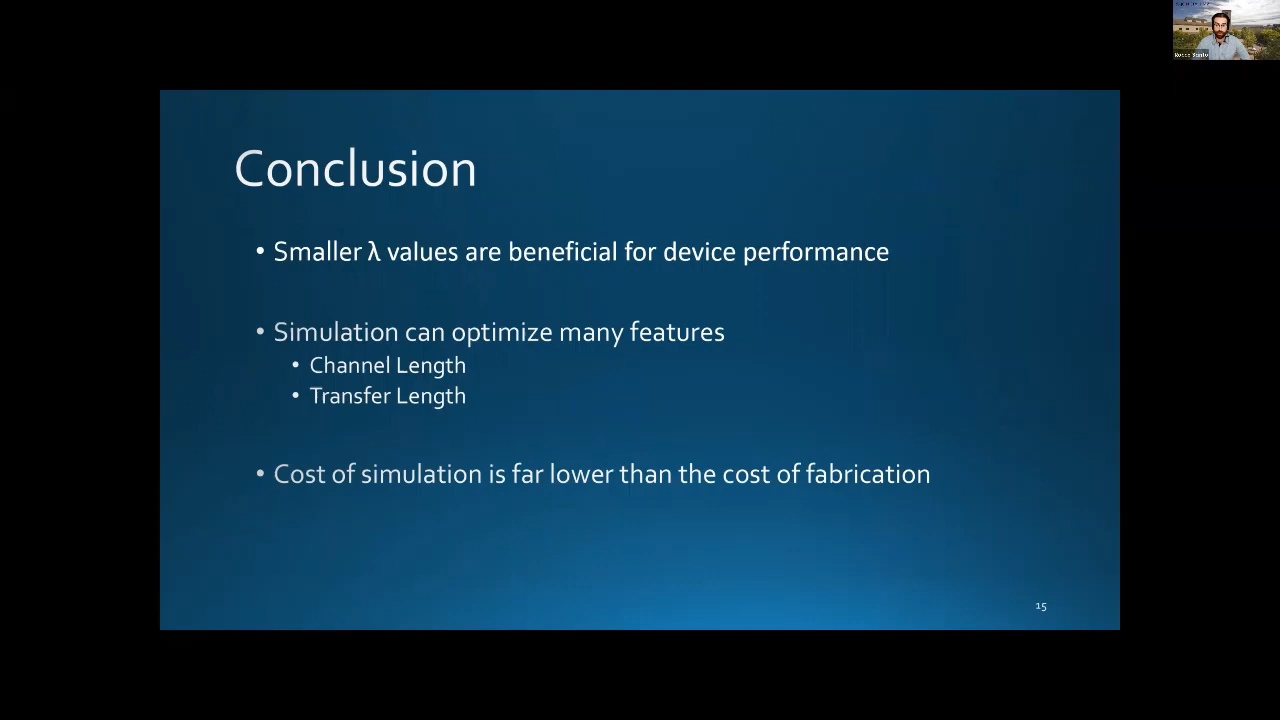 Conclusion
• Smaller λ values are beneficial for device performance
• Simulation can optimize many features
• Channel Length
• Transfer Length
• Cost of simulation is far lower than the cost of fabrication
15